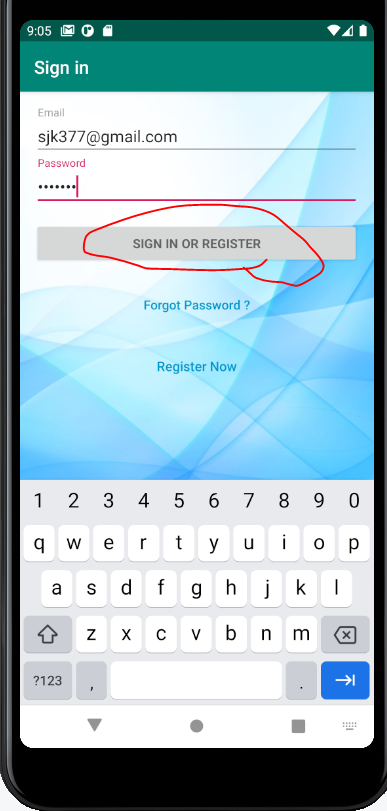 9:05
Sign in
Email
sjk377@gmail.com
Password
•••••••
SIGN IN OR REGISTER
Forgot Password ?
Register Now
1 2 3 4 5 6 7 8 9 0
q w e r t y u i o p
a s d f g h j k l
z x c v b n m
?123 , .